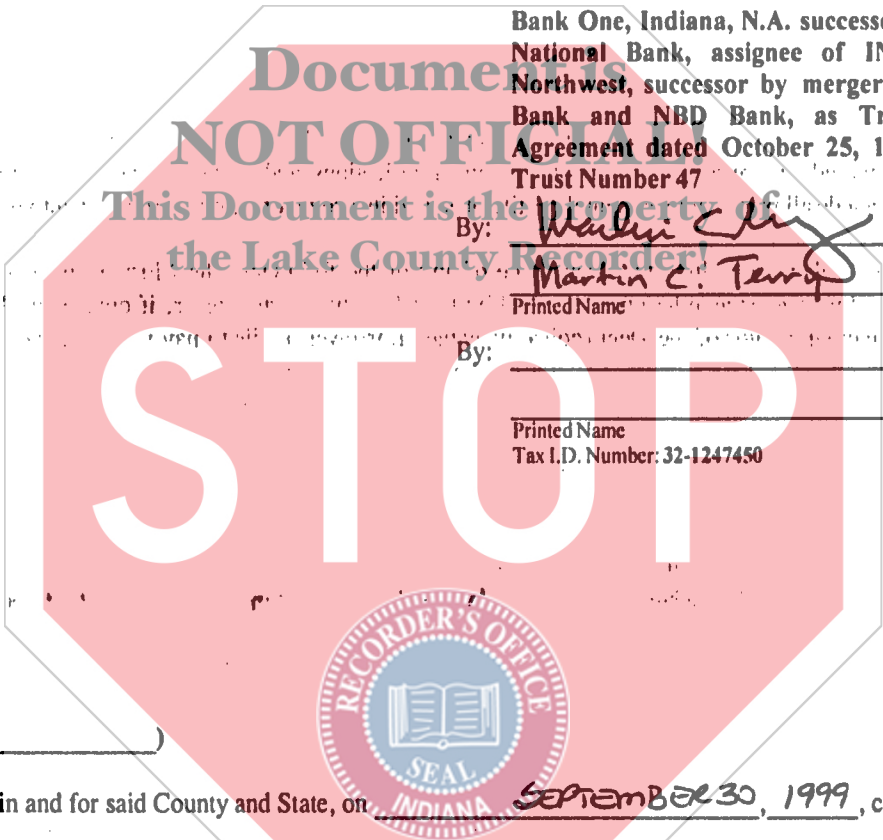 Bank One, Indiana, N.A. success
National Bank, assignee of IN
Northwest, successor by merger
Bank and NBD Bank, as Tr
Agreement dated October 25, 1
Trust Number 47
Document is
NOT OFFICIAL!
This Document is the property of
the Lake County Recorder!
By:
Martin C. Terry
Printed Name
By:
Printed Name
Tax I.D. Number: 32-1247450
STOP
RECORDER'S OFFICE
SEAL
INDIANA
)
in and for said County and State, on SEPTEMBER 30, 1999, c